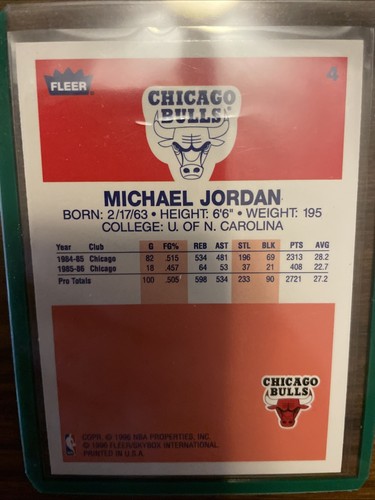 FLEER
4
CHICAGO
BULLS
MICHAEL JORDAN
BORN: 2/17/63 • HEIGHT: 6'6" • WEIGHT: 195
COLLEGE: U. OF N. CAROLINA
Year Club G FG% REB AST STL BLK PTS AVG
1984-85 Chicago 82 .515 534 481 196 69 2313 28.2
1985-86 Chicago 18 .457 64 53 37 21 408 22.7
Pro Totals 100 .505 598 534 233 90 2721 27.2
CHICAGO
BULLS
COPR. © 1996 NBA PROPERTIES, INC.
© 1996 FLEER/SKYBOX INTERNATIONAL.
PRINTED IN U.S.A.